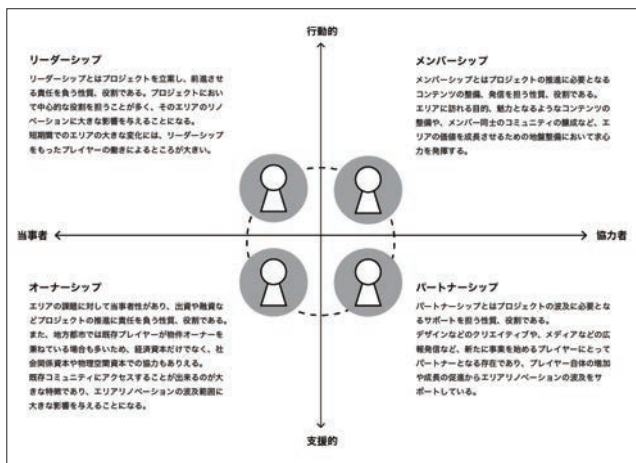 行動的
リーダーシップ
リーダーシップとはプロジェクトを立案し、前進させ
る責任を負う性質、役割である。プロジェクトにおい
て中心的な役割を担うことが多く、そのエリアのリノ
ベーションに大きな影響を与えることになる。
短期間でのエリアの大きな変化には、リーダーシップ
をもったプレイヤーの働きによるところが大きい。
メンバーシップ
メンバーシップとはプロジェクトの推進に必要となる
コンテンツの整備、発信を担う性質、役割である。
エリアに訪れる目的、魅力となるようなコンテンツの
整備や、メンバー同士のコミュニティの醸成など、エ
リアの価値を成長させるための地盤整備において求心
力を発揮する。
当事者
協力者
オーナーシップ
エリアの課題に対して当事者性があり、出資や融資な
どプロジェクトの推進に責任を負う性質、役割である。
また、地方都市では既存プレイヤーが物件オーナーを
兼ねている場合も多いため、経済資本だけでなく、社
会関係資本や物理空間資本での協力もありえる。
既存コミュニティにアクセスすることが出来るのが大
きな特徴であり、エリアリノベーションの波及範囲に
大きな影響を与えることになる。
パートナーシップ
パートナーシップとはプロジェクトの波及に必要とな
るサポートを担う性質、役割である。
デザインなどのクリエイティブや、メディアなどの広
報発信など、新たに事業を始めるプレイヤーにとって
パートナーとなる存在であり、プレイヤー自体の増加
や成長の促進からエリアリノベーションの波及をサ
ポートしている。
支援的